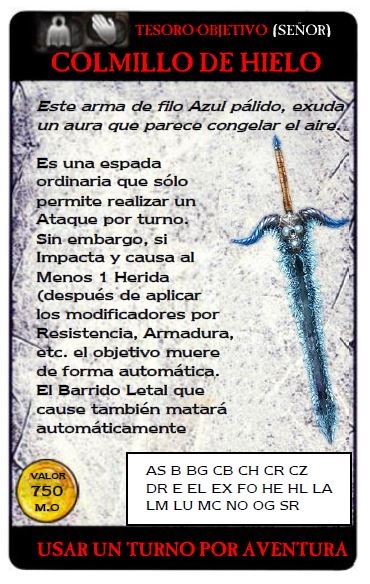 TESORO OBJETIVO (SEÑOR)
COLMILLO DE HIELO
Este arma de filo Azul pálido, exuda
un aura que parece congelar el aire.
Es una espada
ordinaria que sólo
permite realizar un
Ataque por turno.
Sin embargo, si
Impacta y causa al
Menos 1 Herida
(después de aplicar
los modificadores por
Resistencia, Armadura,
etc. el objetivo muere
de forma automática.
El Barrido Letal que
cause también matará
automáticamente
VALOR
750
M.O
AS B BG CB CH CR CZ
DR E EL EX FO HE HL LA
LM LU MC NO OG SR
USAR UN TURNO POR AVENTURA